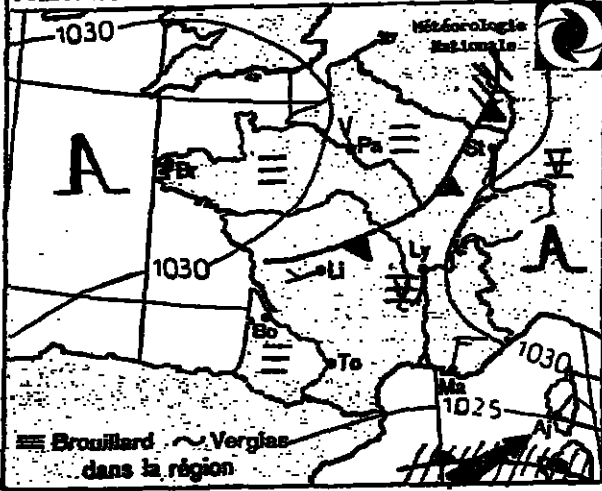 1030
Météorologie
Nationale
A
Br
V
Pa
St
A
1030
Li
Ly
Bo
To
Ma
1030
1025
Aj
Brouillard Verglas
dans la région